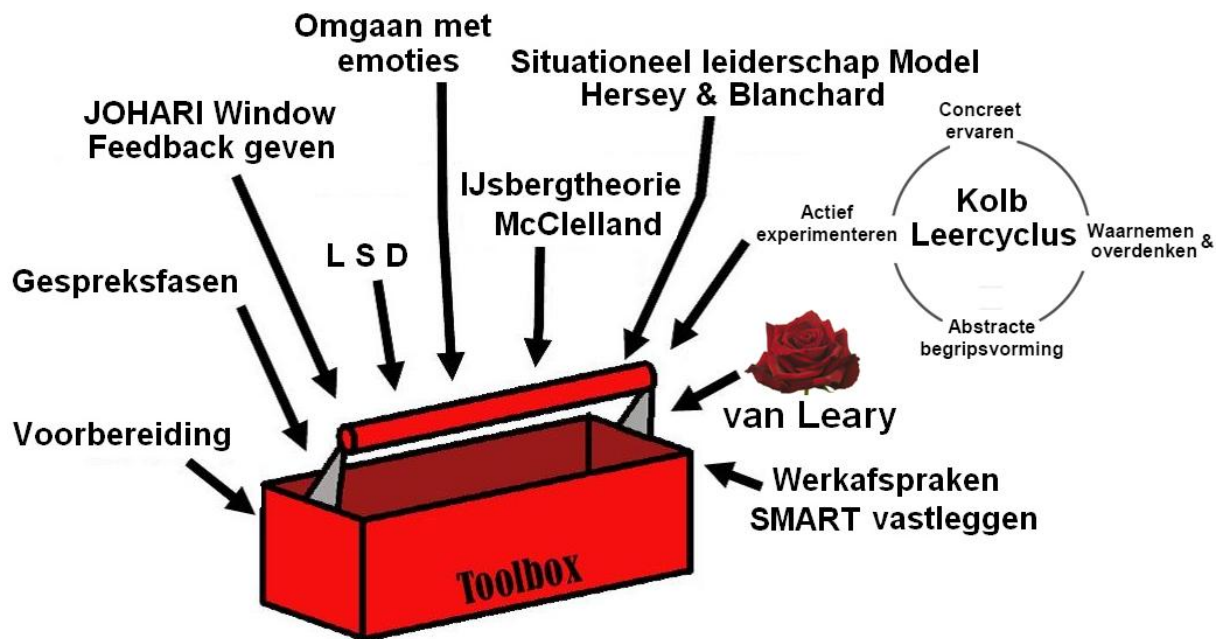 Omgaan met
emoties
Situationeel leiderschap Model
Hersey & Blanchard
JOHARI Window
Feedback geven
IJsbergtheorie
McClelland
L S D
Gespreksfasen
Voorbereiding
Concreet
ervaren
Kolb
Leercyclus
Actief
experimenteren
Waarnemen &
overdenken
Abstracte
begripsvorming
van Leary
Werkafspraken
SMART vastleggen
Toolbox